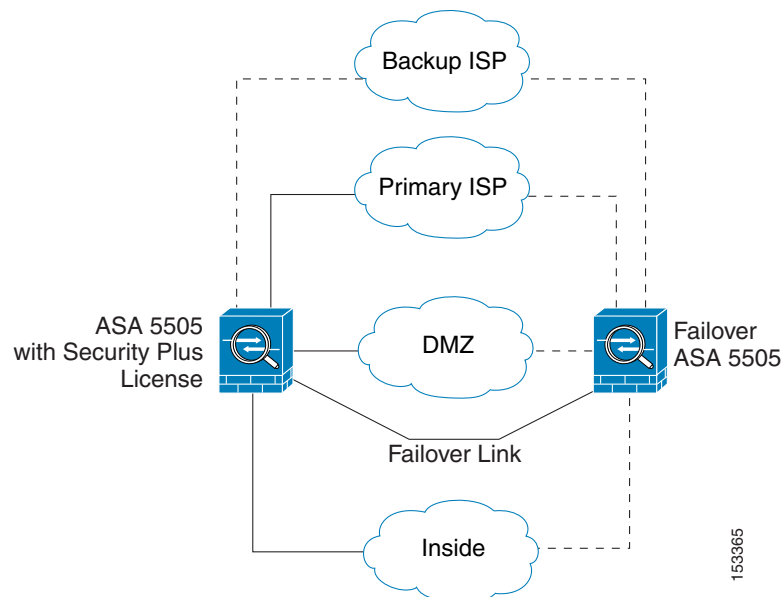 Backup ISP
Primary ISP
ASA 5505
with Security Plus
License
DMZ
Failover
ASA 5505
Failover Link
Inside
153365